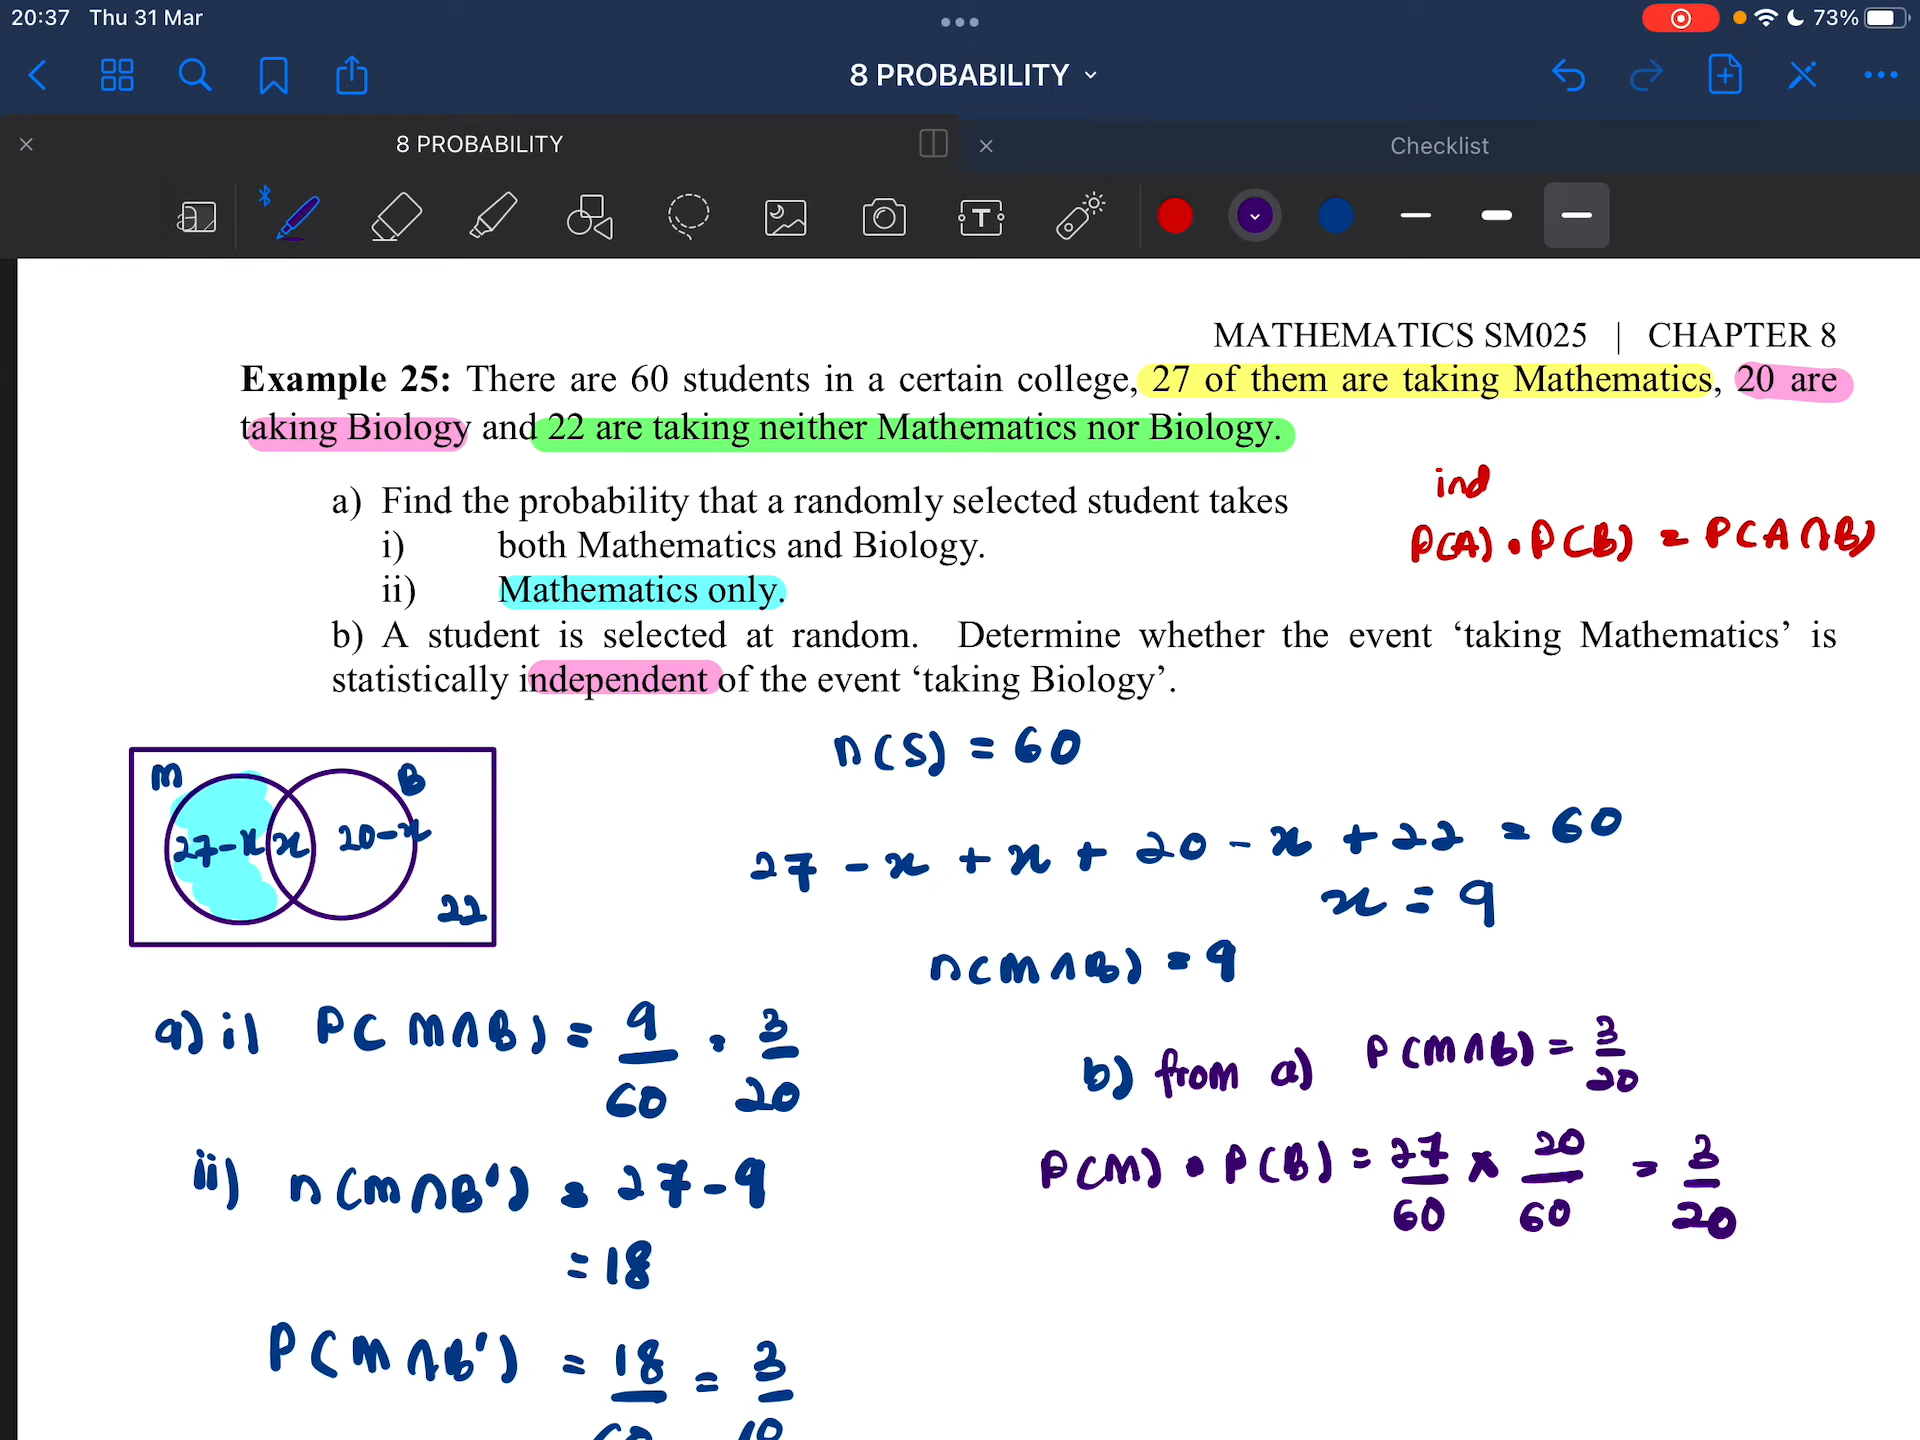 20:37 Thu 31 Mar
73%
8 PROBABILITY
8 PROBABILITY
Checklist
MATHEMATICS SM025 | CHAPTER 8
Example 25: There are 60 students in a certain college, 27 of them are taking Mathematics, 20 are
taking Biology and 22 are taking neither Mathematics nor Biology.
a) Find the probability that a randomly selected student takes
i) both Mathematics and Biology.
ii) Mathematics only.
b) A student is selected at random. Determine whether the event ‘taking Mathematics’ is
statistically independent of the event ‘taking Biology’.
ind
P(A) • P(B) = P(A∩B)
M B
27-x x 20-x
22
n(S) = 60
27 - x + x + 20 - x + 22 = 60
x = 9
n(M∩B) = 9
a) i) P(M∩B) = 9/60 = 3/20
ii) n(M∩B') = 27-9
= 18
P(M∩B') = 18/60 = 3/10
b) from a) P(M∩B) = 3/20
P(M) • P(B) = 27/60 × 20/60 = 3/20